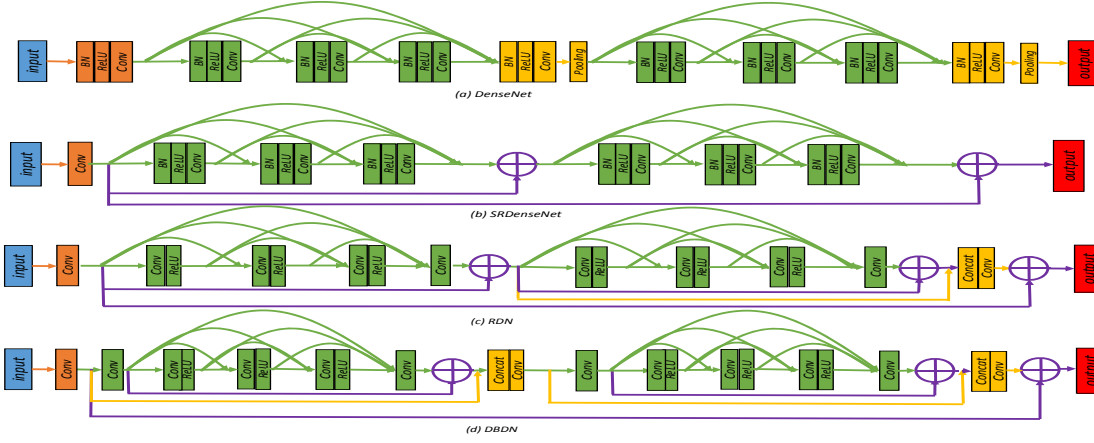 input
BN ReLU Conv
BN ReLU Conv
BN ReLU Conv
BN ReLU Conv
BN ReLU Conv
Pooling
BN ReLU Conv
BN ReLU Conv
BN ReLU Conv
BN ReLU Conv
Pooling
output
(a) DenseNet
input
Conv
BN ReLU Conv
BN ReLU Conv
BN ReLU Conv
BN ReLU Conv
BN ReLU Conv
BN ReLU Conv
output
(b) SRDenseNet
input
Conv
Conv ReLU
Conv ReLU
Conv ReLU
Conv
Conv ReLU
Conv ReLU
Conv ReLU
Conv
Concat Conv
output
(c) RDN
input
Conv
Conv
Conv ReLU
Conv ReLU
Conv ReLU
Conv
Concat Conv
Conv
Conv ReLU
Conv ReLU
Conv ReLU
Conv
Concat Conv
output
(d) DBDN